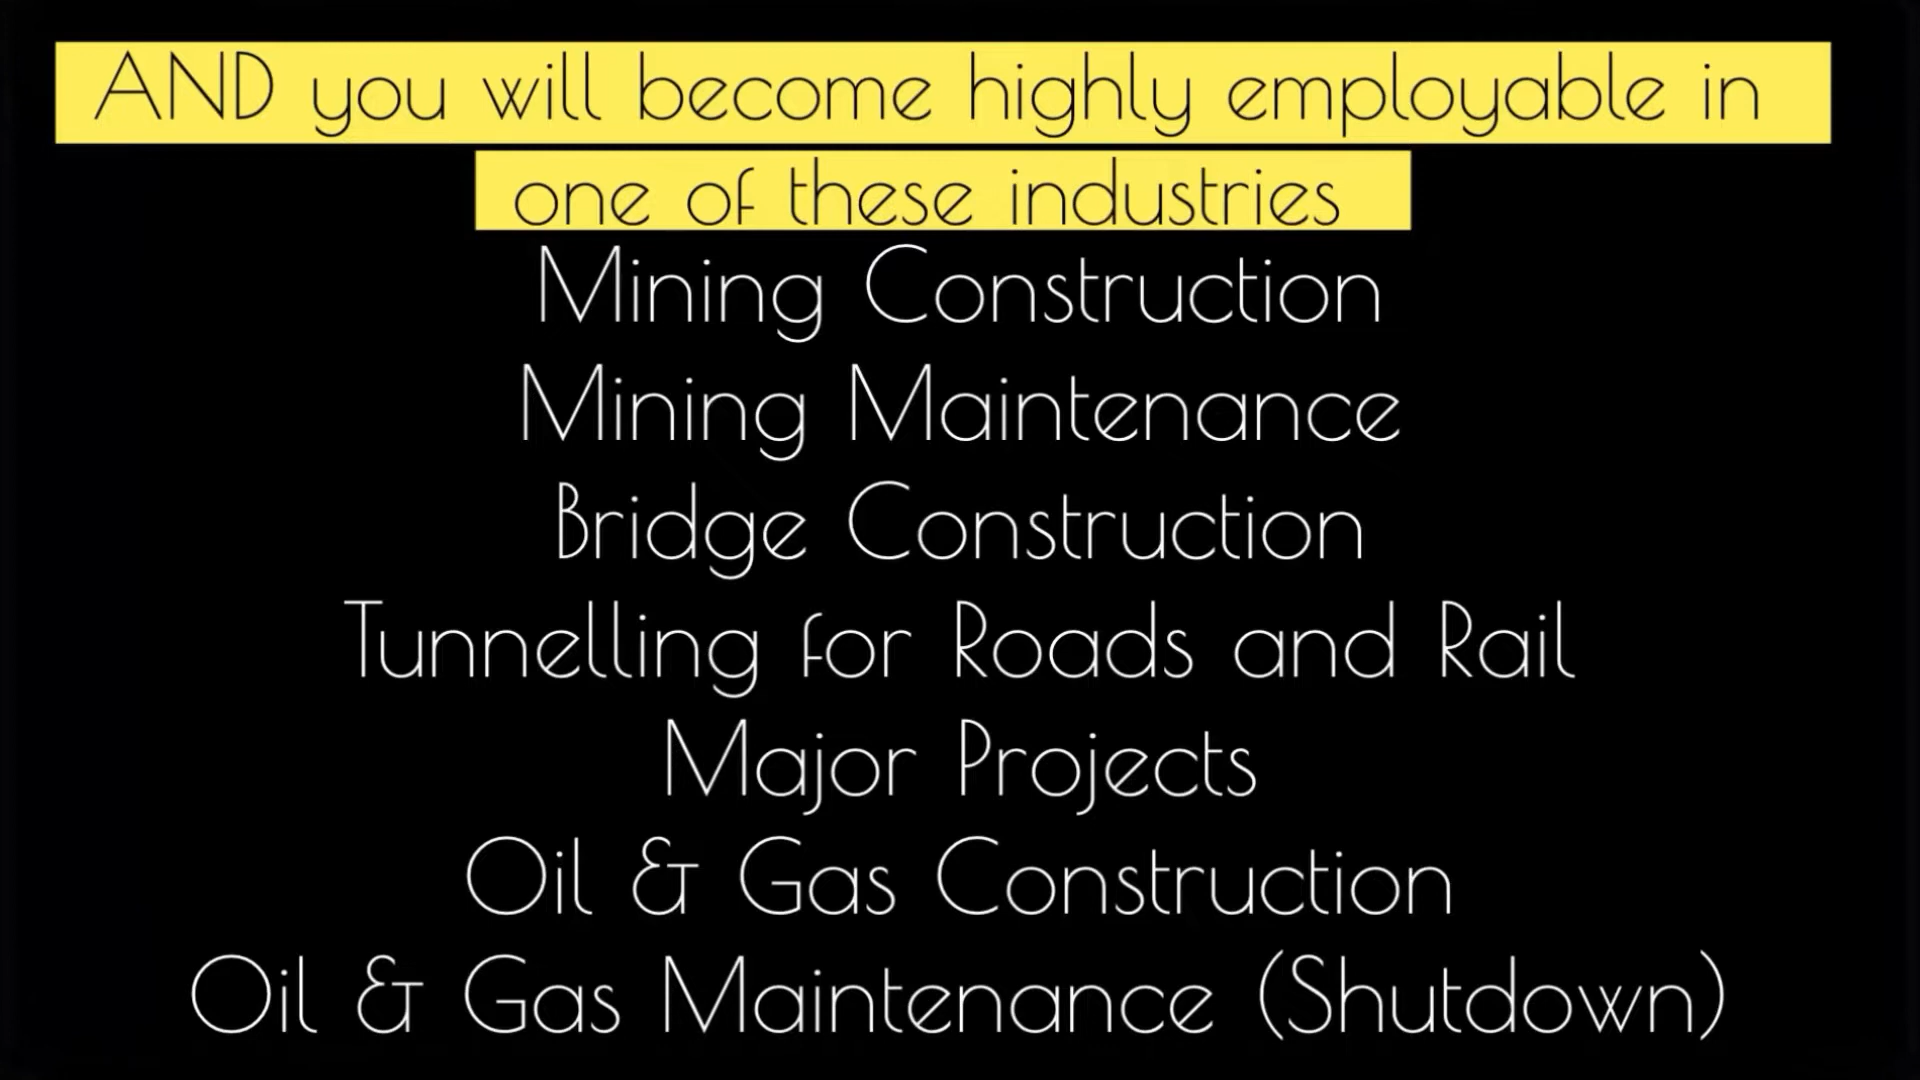 AND you will become highly employable in
one of these industries
Mining Construction
Mining Maintenance
Bridge Construction
Tunnelling for Roads and Rail
Major Projects
Oil & Gas Construction
Oil & Gas Maintenance (Shutdown)